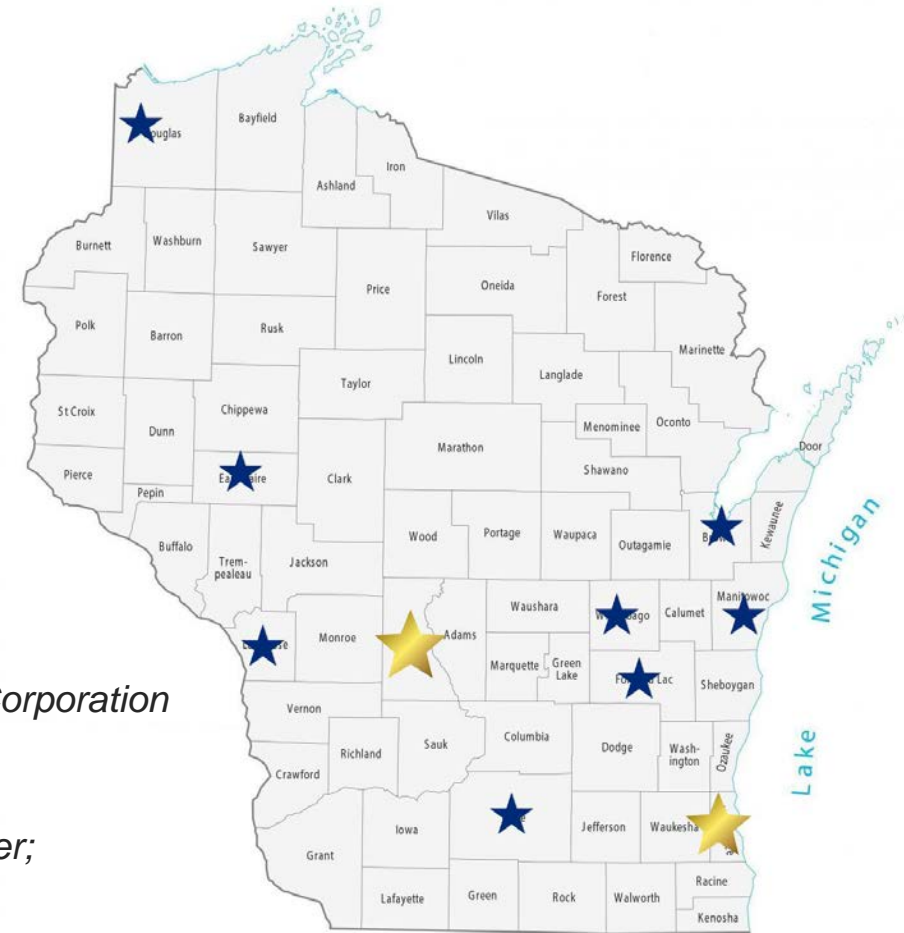 Douglas
Bayfield
Iron
Ashland
Vilas
Burnett
Washburn
Sawyer
Florence
Price
Oneida
Forest
Polk
Barron
Rusk
Marinette
Lincoln
Langlade
Taylor
St Croix
Chippewa
Dunn
Menominee
Oconto
Marathon
Door
Pierce
Clark
Shawano
Pepin
Buffalo
Trem-
pealeau
Jackson
Wood
Portage
Waupaca
Outagamie
Kewaunee
Michigan
Waushara
Calumet
Manitowoc
Monroe
Adams
Marquette
Green
Lake
Sheboygan
Corporation
Vernon
Richland
Sauk
Columbia
Dodge
Wash-
ington
Ozaukee
Lake
Crawford
er;
Iowa
Jefferson
Waukesha
Grant
Lafayette
Green
Rock
Walworth
Racine
Kenosha